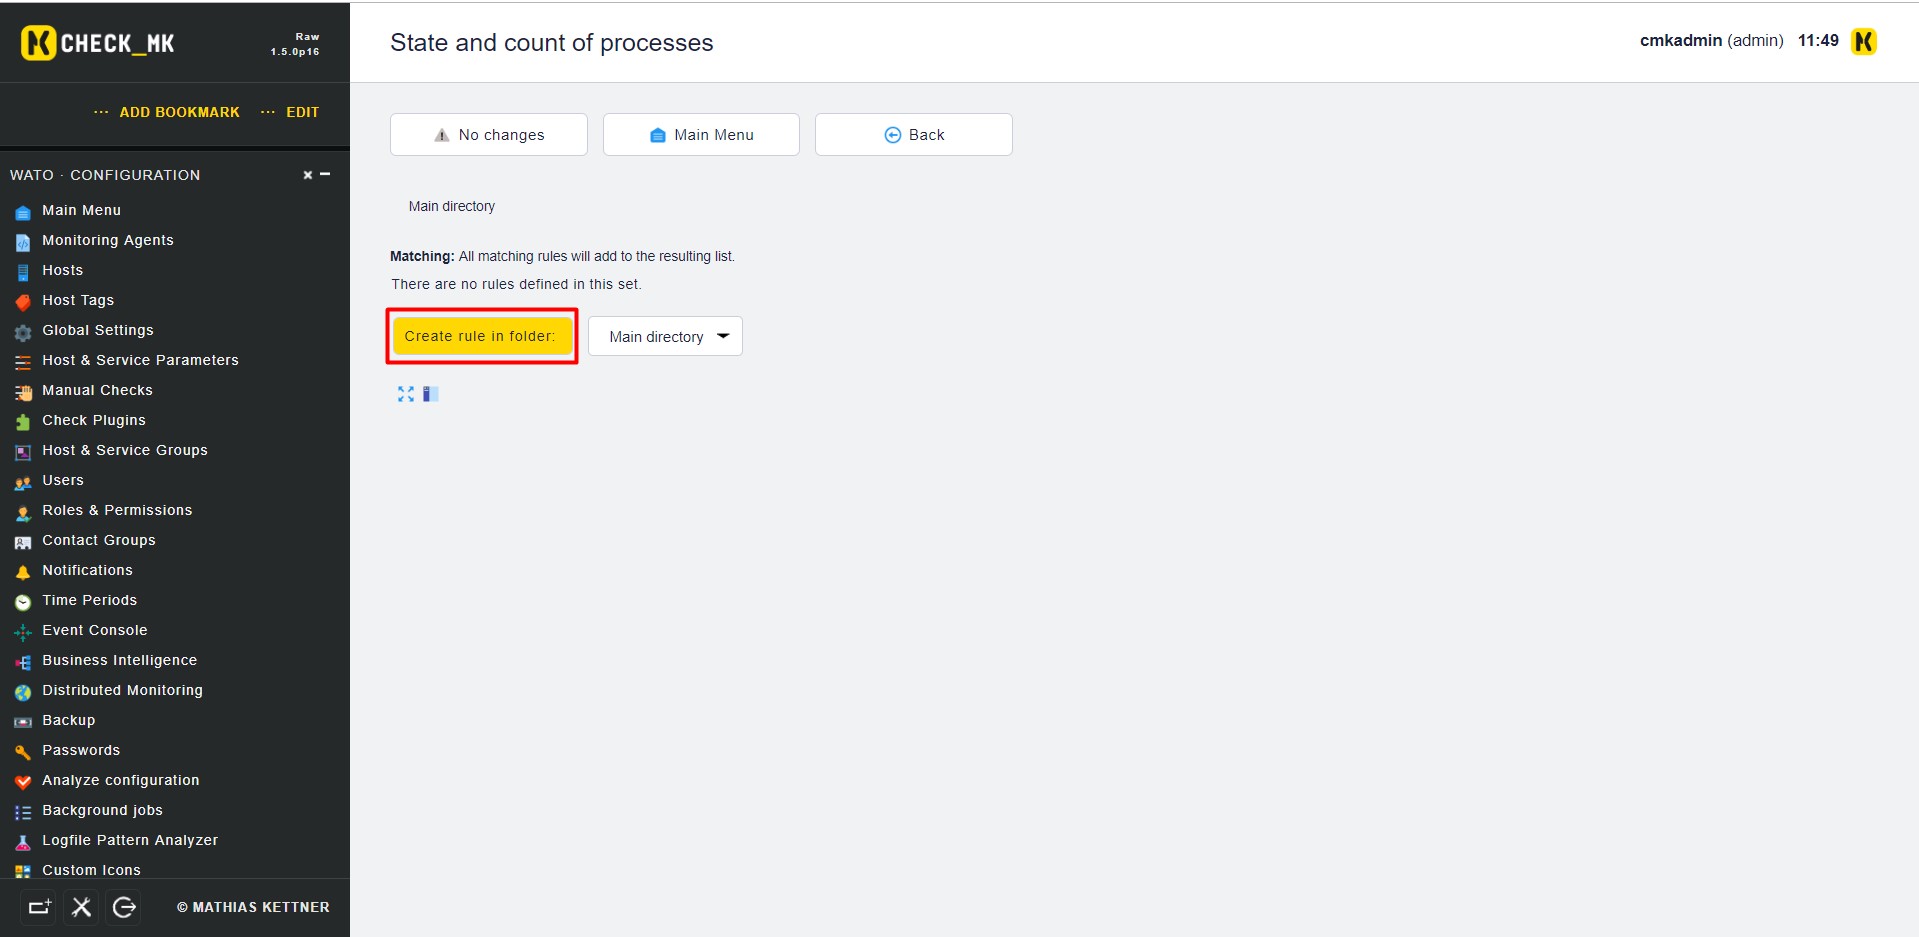 CHECK_MK
Raw
1.5.0p16
ADD BOOKMARK
EDIT
WATO · CONFIGURATION
Main Menu
Monitoring Agents
Hosts
Host Tags
Global Settings
Host & Service Parameters
Manual Checks
Check Plugins
Host & Service Groups
Users
Roles & Permissions
Contact Groups
Notifications
Time Periods
Event Console
Business Intelligence
Distributed Monitoring
Backup
Passwords
Analyze configuration
Background jobs
Logfile Pattern Analyzer
Custom Icons
© MATHIAS KETTNER
State and count of processes
cmkadmin (admin) 11:49
No changes
Main Menu
Back
Main directory
Matching: All matching rules will add to the resulting list.
There are no rules defined in this set.
Create rule in folder:
Main directory